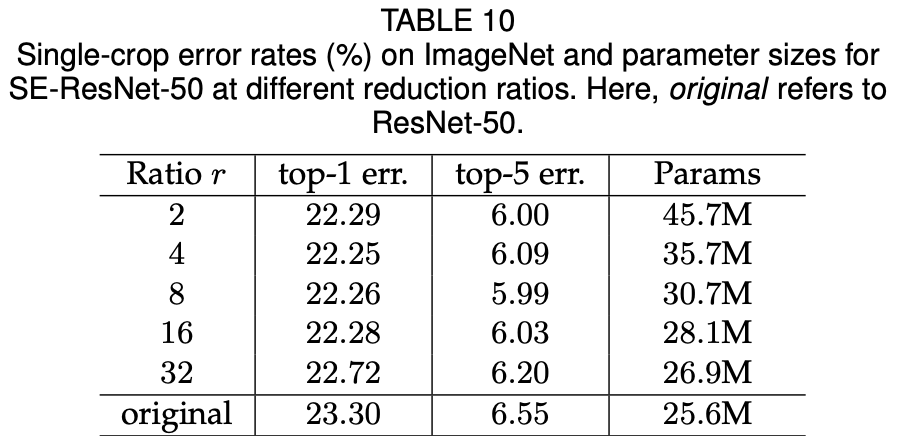 TABLE 10
Single-crop error rates (%) on ImageNet and parameter sizes for
SE-ResNet-50 at different reduction ratios. Here, original refers to
ResNet-50.
Ratio r top-1 err. top-5 err. Params
2 22.29 6.00 45.7M
4 22.25 6.09 35.7M
8 22.26 5.99 30.7M
16 22.28 6.03 28.1M
32 22.72 6.20 26.9M
original 23.30 6.55 25.6M